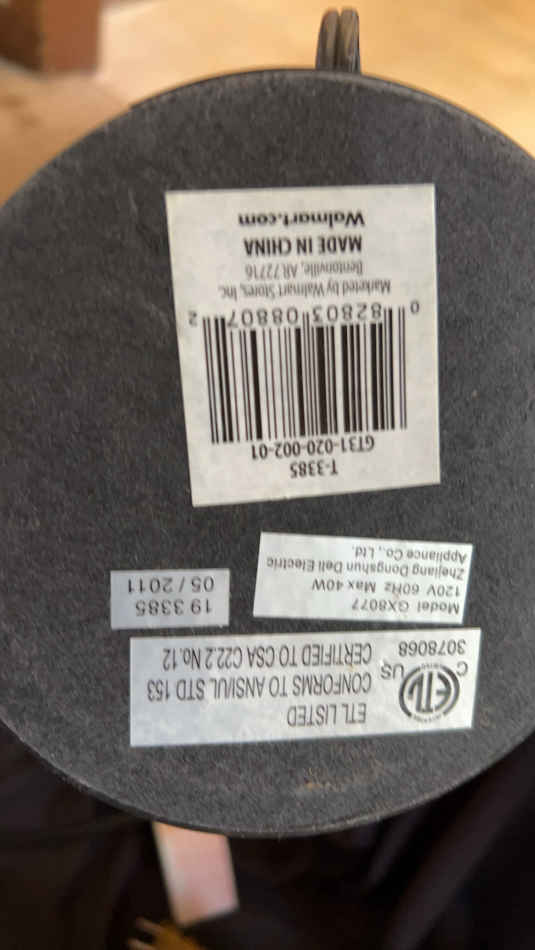 ETL LISTED
CONFORMS TO ANSI/UL STD 153
CERTIFIED TO CSA C22.2 No.12
C ETL US
3078068
Model GX8077
120V 60Hz Max 40W
Zhejiang Dongshun Deli Electric
Appliance Co., Ltd.
19 3385
05 / 2011
T-3385
GT31-020-002-01
0 82803 08807 2
Marketed by Walmart Stores, Inc.
Bentonville, AR 72716
MADE IN CHINA
Walmart.com